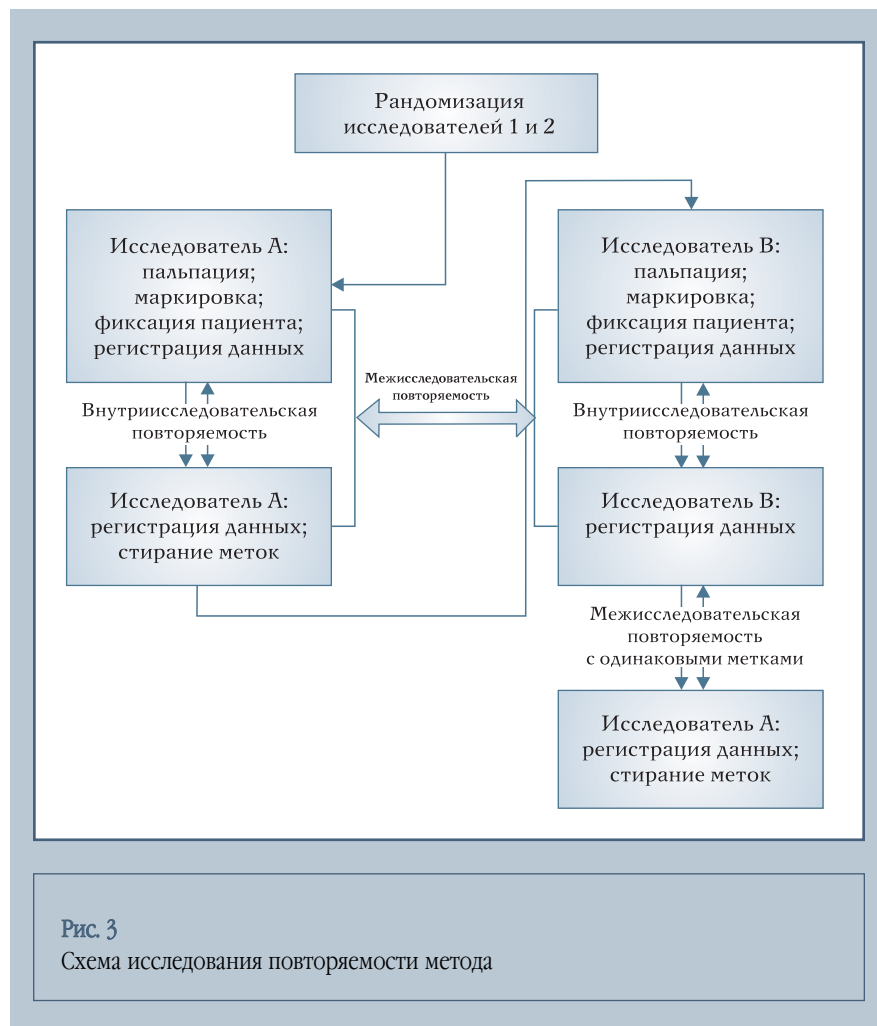 Рандомизация
исследователей 1 и 2
Исследователь А:
пальпация;
маркировка;
фиксация пациента;
регистрация данных
Исследователь В:
пальпация;
маркировка;
фиксация пациента;
регистрация данных
Межисследовательская
повторяемость
Внутриисследовательская
повторяемость
Внутриисследовательская
повторяемость
Исследователь А:
регистрация данных;
стирание меток
Исследователь В:
регистрация данных
Межисследовательская
повторяемость
с одинаковыми метками
Исследователь А:
регистрация данных;
стирание меток
Рис. 3
Схема исследования повторяемости метода